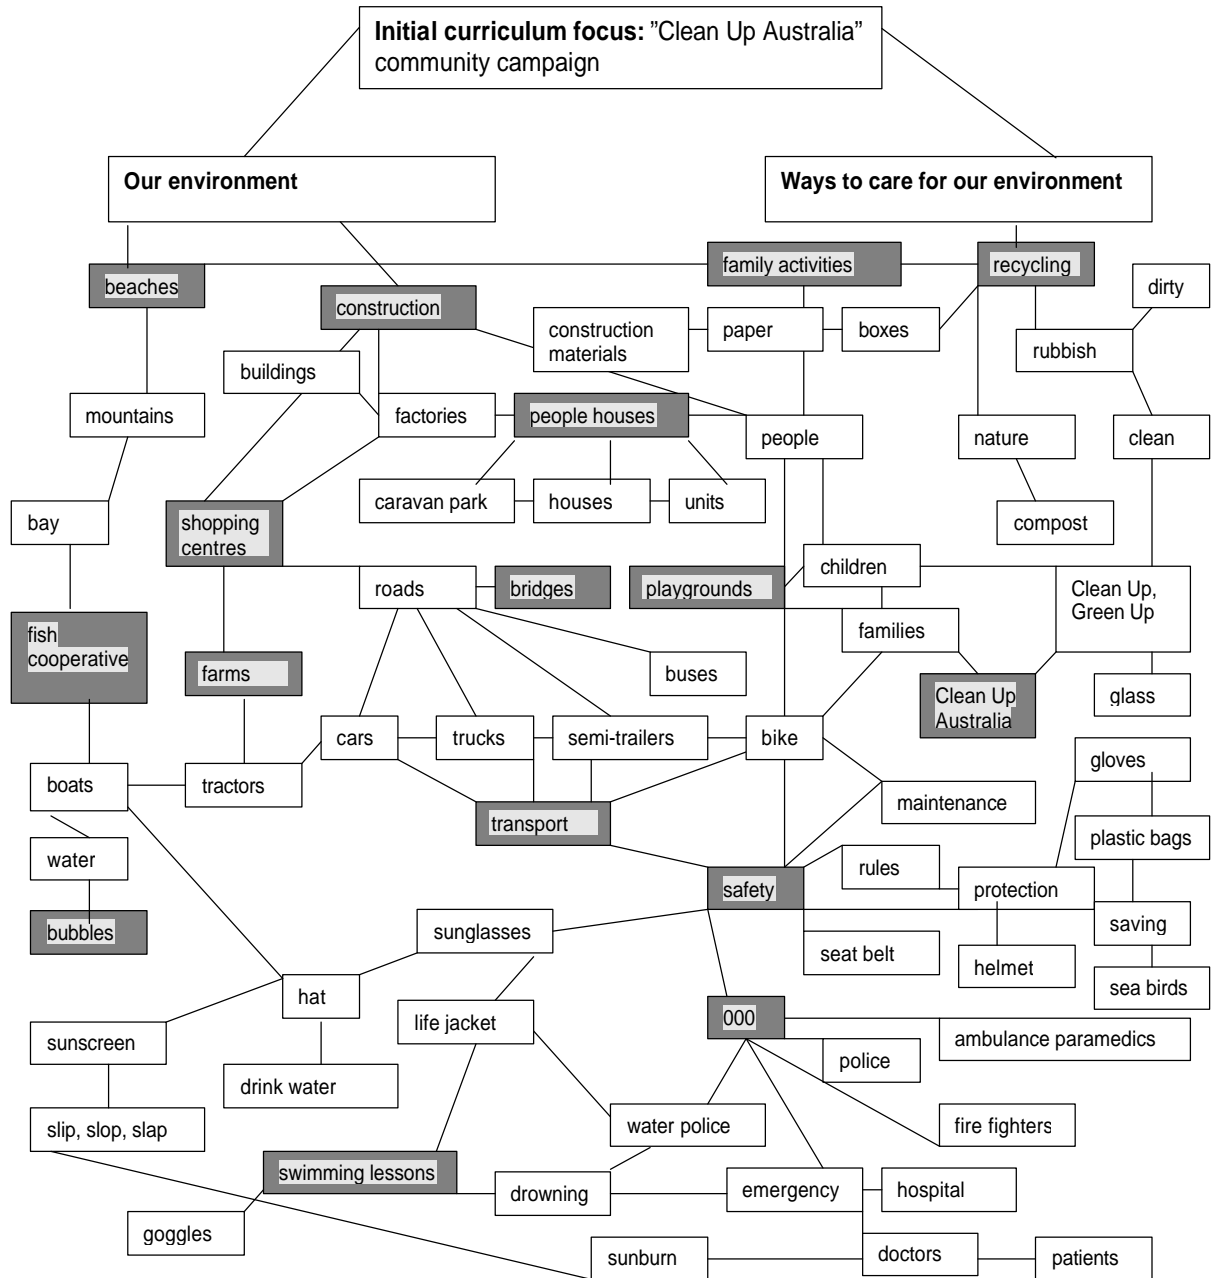 Initial curriculum focus: ”Clean Up Australia”
community campaign
Our environment
Ways to care for our environment
beaches
family activities
recycling
dirty
construction
construction
materials
paper
boxes
rubbish
buildings
mountains
factories
people houses
people
nature
clean
caravan park
houses
units
bay
shopping
centres
compost
children
roads
bridges
playgrounds
Clean Up,
Green Up
fish
cooperative
families
farms
buses
Clean Up
Australia
glass
cars
trucks
semi-trailers
bike
gloves
boats
tractors
maintenance
transport
plastic bags
water
rules
safety
protection
bubbles
sunglasses
saving
seat belt
helmet
sea birds
hat
life jacket
000
sunscreen
ambulance paramedics
police
drink water
slip, slop, slap
water police
fire fighters
swimming lessons
drowning
emergency
hospital
goggles
sunburn
doctors
patients